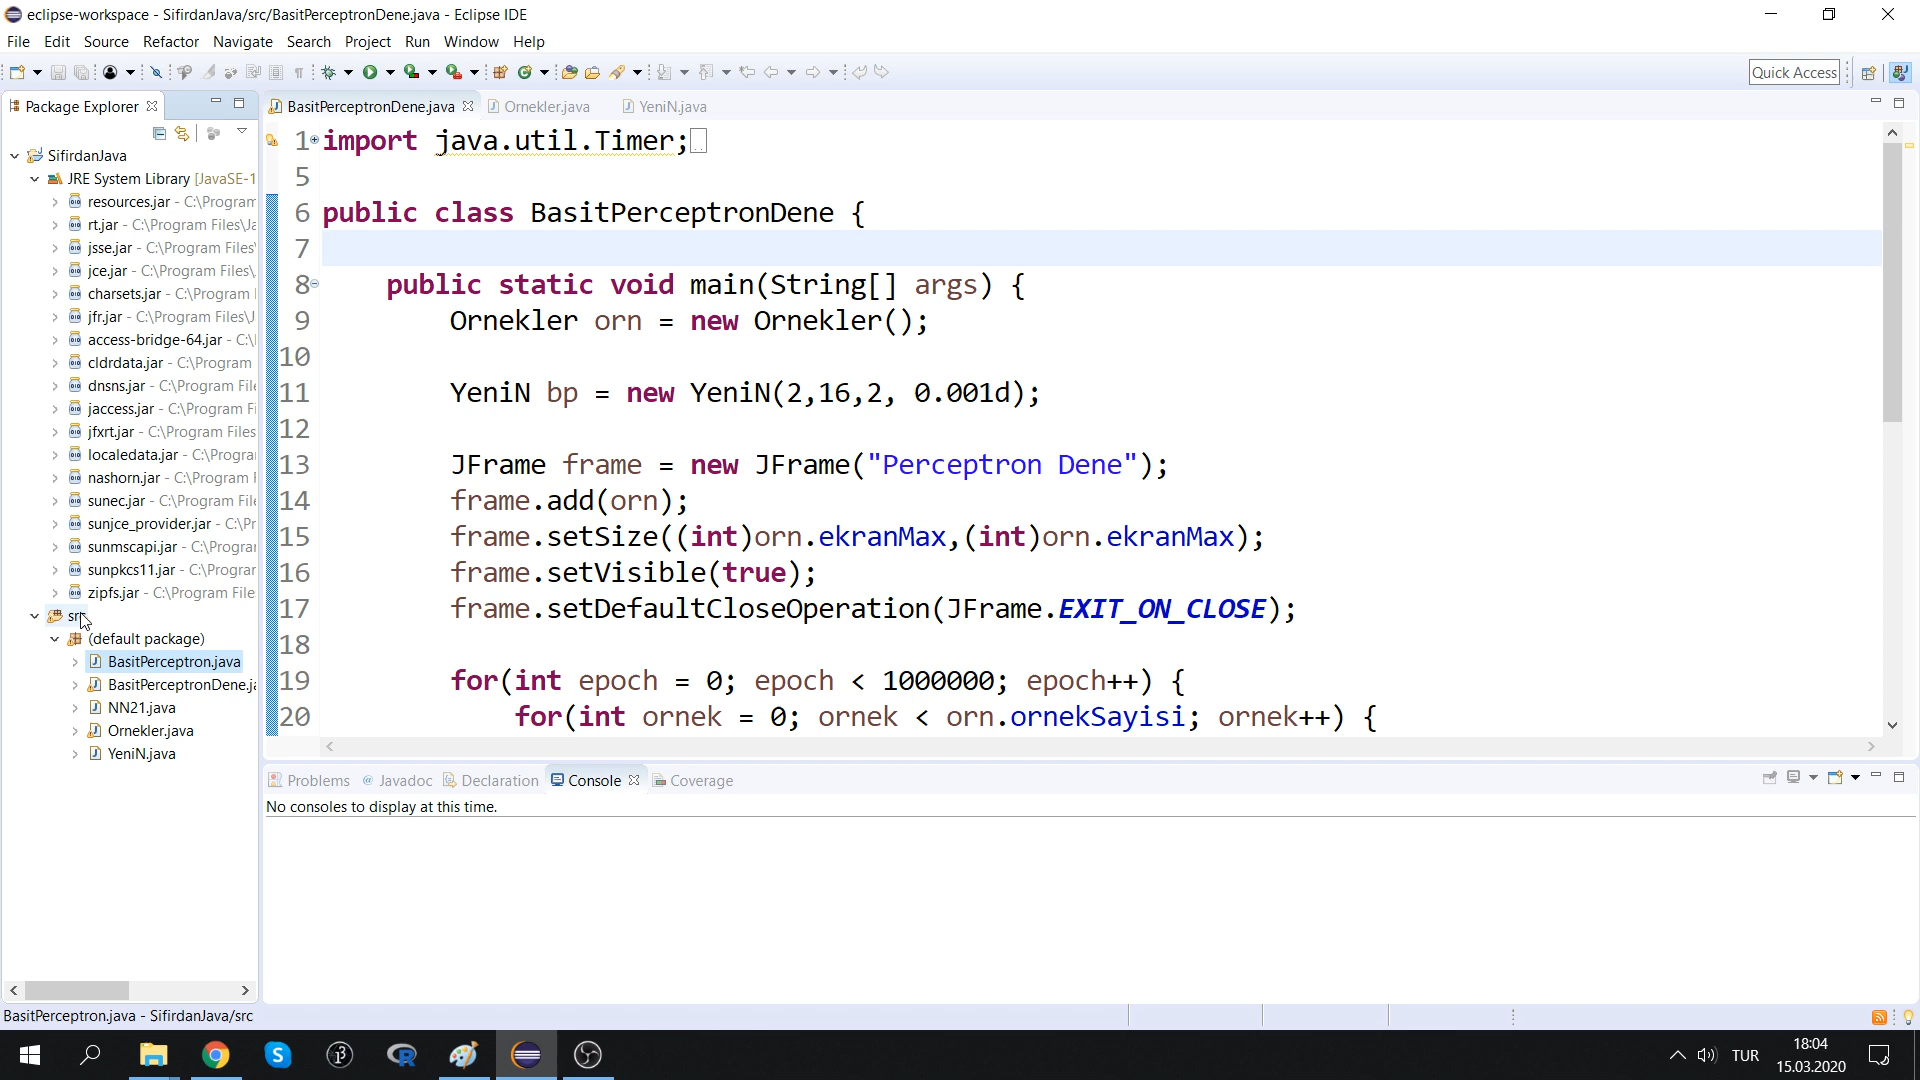 eclipse-workspace - SifirdanJava/src/BasitPerceptronDene.java - Eclipse IDE
File Edit Source Refactor Navigate Search Project Run Window Help
Quick Access
Package Explorer
BasitPerceptronDene.java Ornekler.java YeniN.java
SifirdanJava
JRE System Library [JavaSE-1
resources.jar - C:\Program
rt.jar - C:\Program Files\Ja
jsse.jar - C:\Program Files\
jce.jar - C:\Program Files\
charsets.jar - C:\Program
jfr.jar - C:\Program Files\J
access-bridge-64.jar - C:\
cldrdata.jar - C:\Program
dnsns.jar - C:\Program File
jaccess.jar - C:\Program F
jfxrt.jar - C:\Program Files
localedata.jar - C:\Progra
nashorn.jar - C:\Program
sunec.jar - C:\Program File
sunjce_provider.jar - C:\Pr
sunmscapi.jar - C:\Progra
sunpkcs11.jar - C:\Progra
zipfs.jar - C:\Program File
src
(default package)
BasitPerceptron.java
BasitPerceptronDene.ja
NN21.java
Ornekler.java
YeniN.java
1 import java.util.Timer;
5
6 public class BasitPerceptronDene {
7
8 public static void main(String[] args) {
9 Ornekler orn = new Ornekler();
10
11 YeniN bp = new YeniN(2,16,2, 0.001d);
12
13 JFrame frame = new JFrame("Perceptron Dene");
14 frame.add(orn);
15 frame.setSize((int)orn.ekranMax,(int)orn.ekranMax);
16 frame.setVisible(true);
17 frame.setDefaultCloseOperation(JFrame.EXIT_ON_CLOSE);
18
19 for(int epoch = 0; epoch < 1000000; epoch++) {
20 for(int ornek = 0; ornek < orn.ornekSayisi; ornek++) {
Problems Javadoc Declaration Console Coverage
No consoles to display at this time.
BasitPerceptron.java - SifirdanJava/src
TUR
18:04
15.03.2020